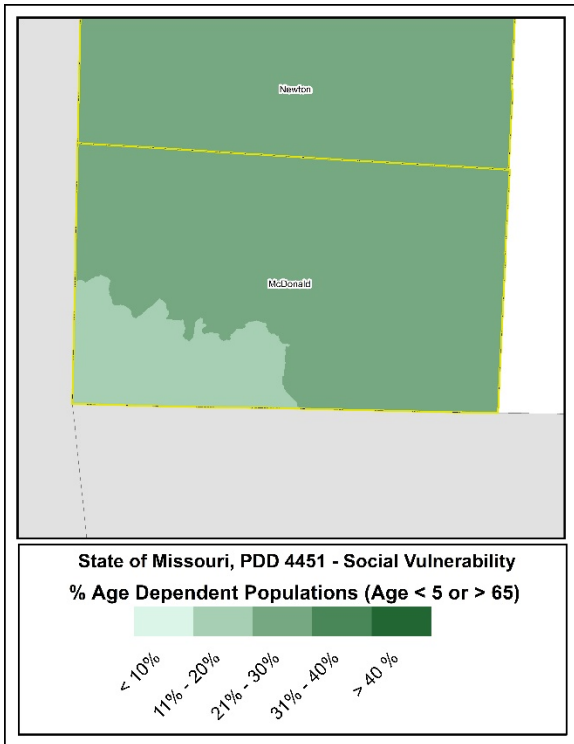 Newton
McDonald
State of Missouri, PDD 4451 - Social Vulnerability
% Age Dependent Populations (Age < 5 or > 65)
< 10%
11% - 20%
21% - 30%
31% - 40%
> 40 %